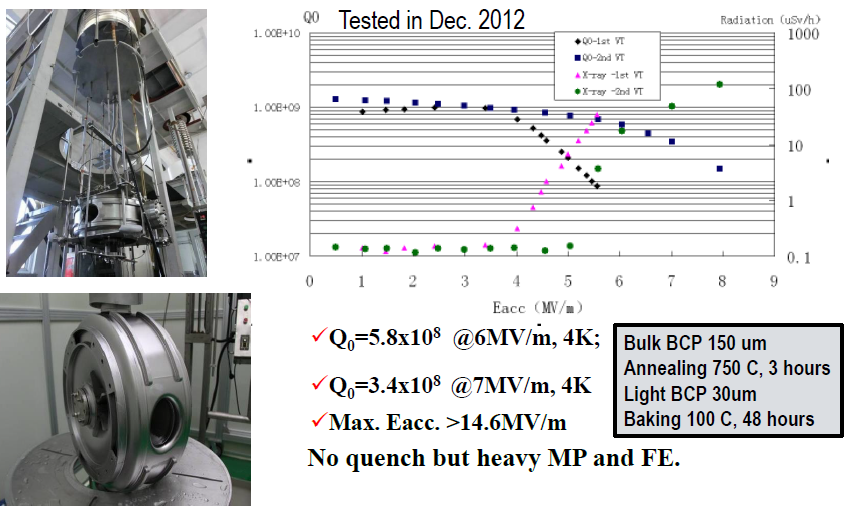 Q0
Tested in Dec. 2012
Radiation (uSv/h)
1.00E+10
1.00E+09
1.00E+08
1.00E+07
Q0-1st VT
Q0-2nd VT
X-ray -1st VT
X-ray -2nd VT
1000
100
10
1
0.1
0 1 2 3 4 5 6 7 8 9
Eacc (MV/m)
✓Q0=5.8x10⁸ @6MV/m, 4K;
✓Q0=3.4x10⁸ @7MV/m, 4K
✓Max. Eacc. >14.6MV/m
No quench but heavy MP and FE.
Bulk BCP 150 um
Annealing 750 C, 3 hours
Light BCP 30um
Baking 100 C, 48 hours